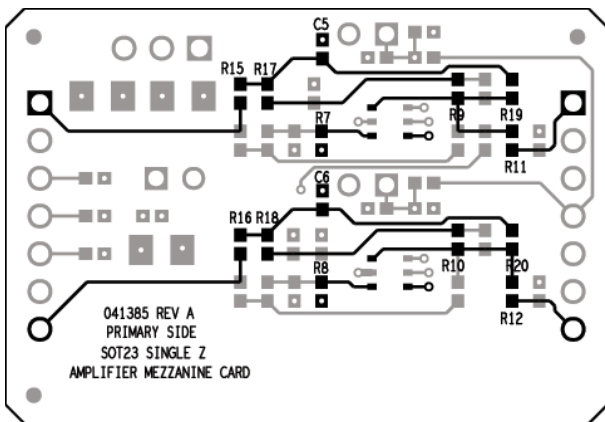 C5
R15 R17
R7
R9
R19
R11
C6
R16 R18
R8
R10
R20
R12
041385 REV A
PRIMARY SIDE
SOT23 SINGLE Z
AMPLIFIER MEZZANINE CARD